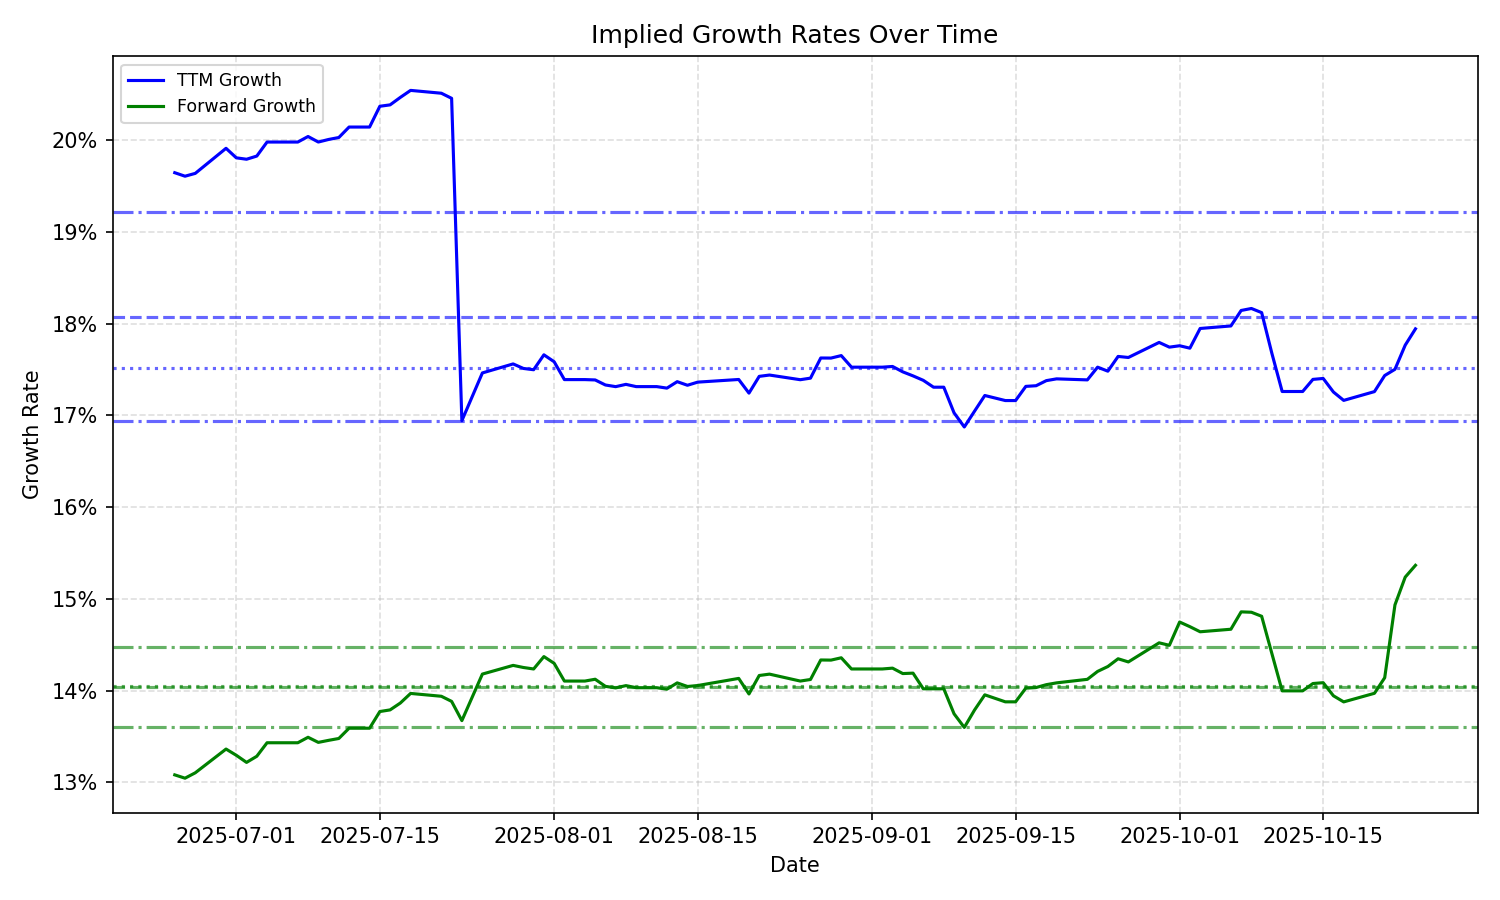 Implied Growth Rates Over Time
TTM Growth
Forward Growth
20%
19%
18%
17%
16%
15%
14%
13%
Growth Rate
2025-07-01 2025-07-15 2025-08-01 2025-08-15 2025-09-01 2025-09-15 2025-10-01 2025-10-15
Date